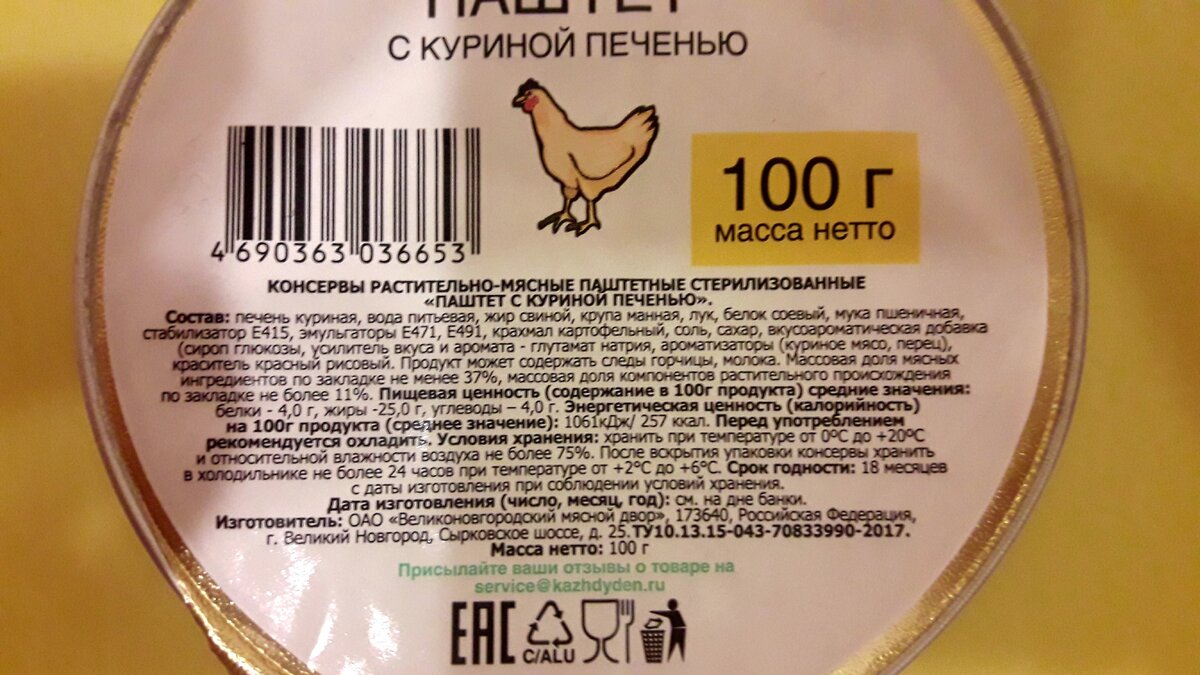 ПАШТЕТ
С КУРИНОЙ ПЕЧЕНЬЮ
100 г
масса нетто
4 690363 036653
КОНСЕРВЫ РАСТИТЕЛЬНО-МЯСНЫЕ ПАШТЕТНЫЕ СТЕРИЛИЗОВАННЫЕ
«ПАШТЕТ С КУРИНОЙ ПЕЧЕНЬЮ».
Состав: печень куриная, вода питьевая, жир свиной, крупа манная, лук, белок соевый, мука пшеничная,
стабилизатор Е415, эмульгаторы Е471, Е491, крахмал картофельный, соль, сахар, вкусоароматическая добавка
(сироп глюкозы, усилитель вкуса и аромата - глутамат натрия, ароматизаторы (куриное мясо, перец),
краситель красный рисовый. Продукт может содержать следы горчицы, молока. Массовая доля мясных
ингредиентов по закладке не менее 37%, массовая доля компонентов растительного происхождения
по закладке не более 11%. Пищевая ценность (содержание в 100г продукта) средние значения:
белки - 4,0 г, жиры -25,0 г, углеводы – 4,0 г. Энергетическая ценность (калорийность)
на 100г продукта (среднее значение): 1061кДж/ 257 ккал. Перед употреблением
рекомендуется охладить. Условия хранения: хранить при температуре от 0ºС до +20ºС
и относительной влажности воздуха не более 75%. После вскрытия упаковки консервы хранить
в холодильнике не более 24 часов при температуре от +2°С до +6°С. Срок годности: 18 месяцев
с даты изготовления при соблюдении условий хранения.
Дата изготовления (число, месяц, год): см. на дне банки.
Изготовитель: ОАО «Великоновгородский мясной двор», 173640, Российская Федерация,
г. Великий Новгород, Сырковское шоссе, д. 25. ТУ10.13.15-043-70833990-2017.
Масса нетто: 100 г
Присылайте ваши отзывы о товаре на
service@kazhdyden.ru
EAC
C/ALU